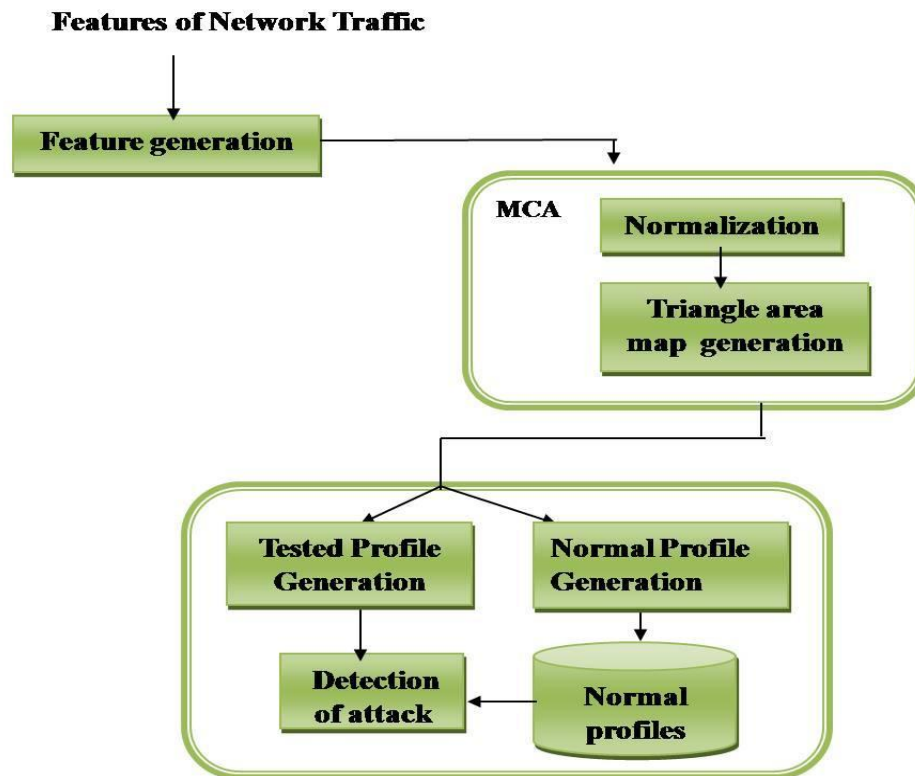 Features of Network Traffic
Feature generation
MCA
Normalization
Triangle area
map generation
Tested Profile
Generation
Normal Profile
Generation
Detection
of attack
Normal
profiles